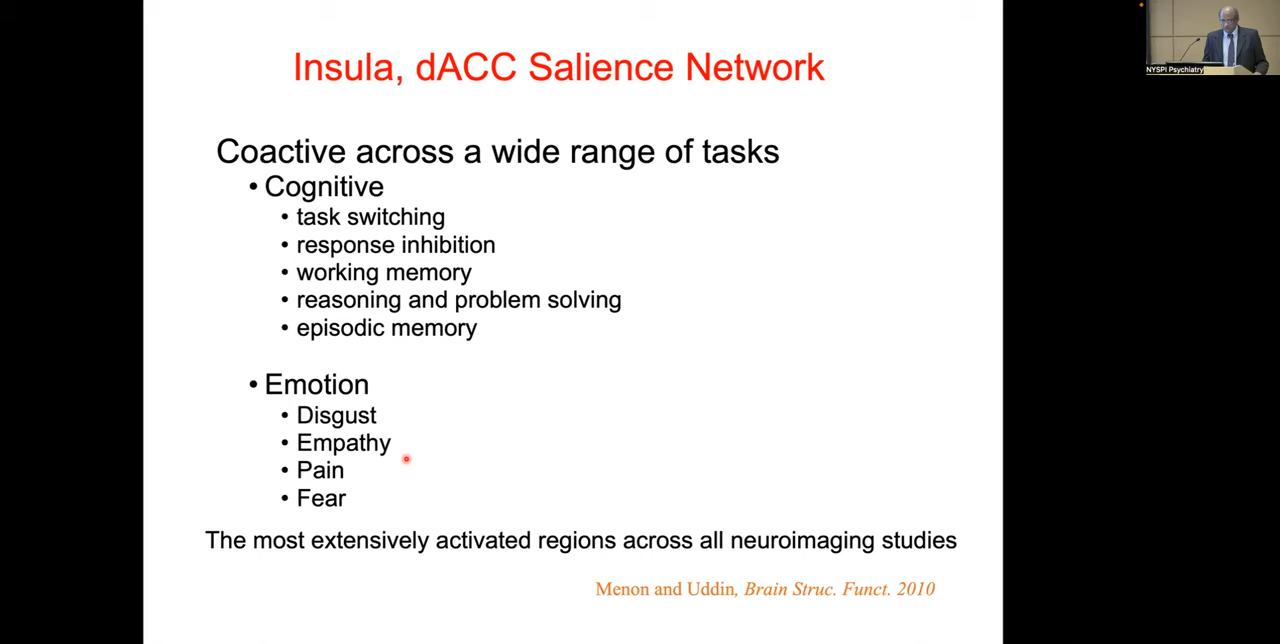 Insula, dACC Salience Network
NYSPI Psychiatry
Coactive across a wide range of tasks
• Cognitive
• task switching
• response inhibition
• working memory
• reasoning and problem solving
• episodic memory
• Emotion
• Disgust
• Empathy
• Pain
• Fear
The most extensively activated regions across all neuroimaging studies
Menon and Uddin, Brain Struc. Funct. 2010